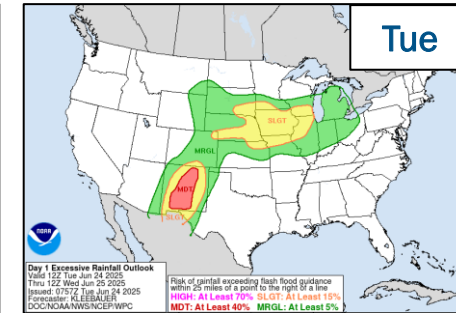 Tue
SLGT
MRGL
MDT
SLGT
NOAA
Day 1 Excessive Rainfall Outlook
Valid 12Z Tue Jun 24 2025
Thru 12Z Wed Jun 25 2025
Issued: 0757Z Tue Jun 24 2025
Forecaster: KLEEBAUER
DOC/NOAA/NWS/NCEP/WPC
Risk of rainfall exceeding flash flood guidance
within 25 miles of a point to the right of a line
HIGH: At Least 70% SLGT: At Least 15%
MDT: At Least 40% MRGL: At Least 5%